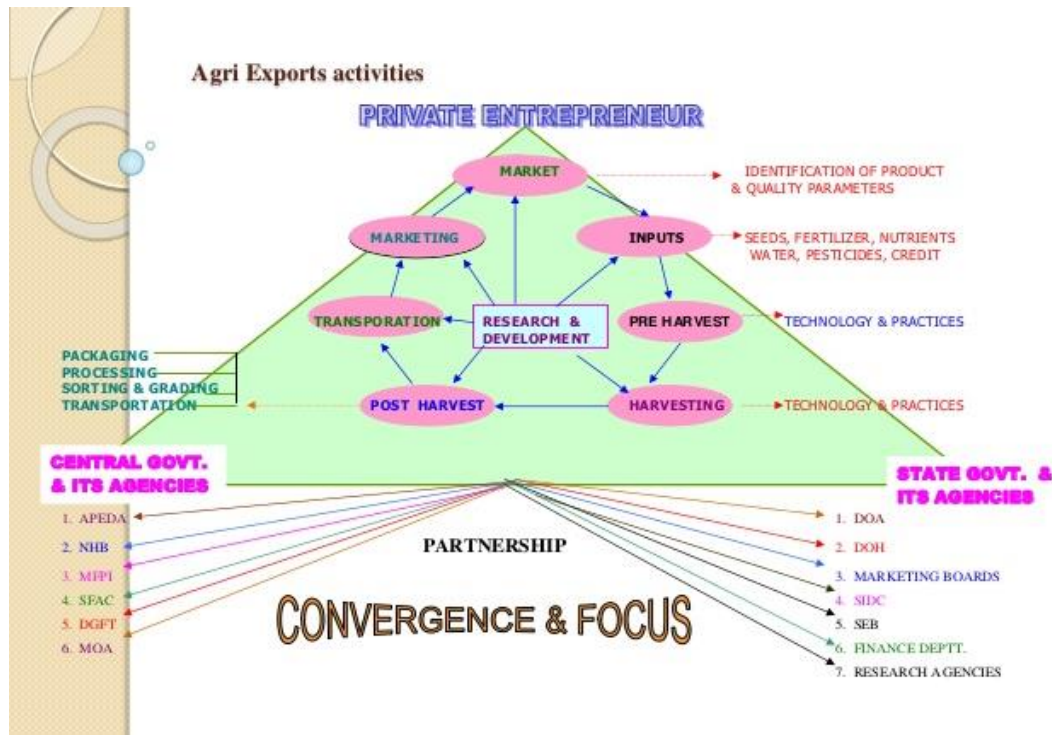 Agri Exports activities
PRIVATE ENTREPRENEUR
MARKET
IDENTIFICATION OF PRODUCT
& QUALITY PARAMETERS
MARKETING
INPUTS
SEEDS, FERTILIZER, NUTRIENTS
WATER, PESTICIDES, CREDIT
TRANSPORATION
RESEARCH &
DEVELOPMENT
PRE HARVEST
TECHNOLOGY & PRACTICES
PACKAGING
PROCESSING
SORTING & GRADING
TRANSPORTATION
POST HARVEST
HARVESTING
TECHNOLOGY & PRACTICES
CENTRAL GOVT.
& ITS AGENCIES
STATE GOVT. &
ITS AGENCIES
1. APEDA
2. NHB
3. MFPI
4. SFAC
5. DGFT
6. MOA
PARTNERSHIP
CONVERGENCE & FOCUS
1. DOA
2. DOH
3. MARKETING BOARDS
4. SIDC
5. SEB
6. FINANCE DEPTT.
7. RESEARCH AGENCIES